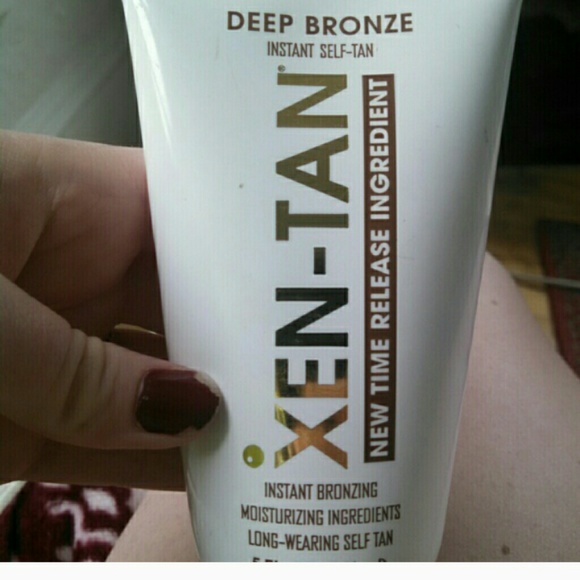 DEEP BRONZE
INSTANT SELF-TAN
XEN-TAN®
NEW TIME RELEASE INGREDIENT
INSTANT BRONZING
MOISTURIZING INGREDIENTS
LONG-WEARING SELF TAN